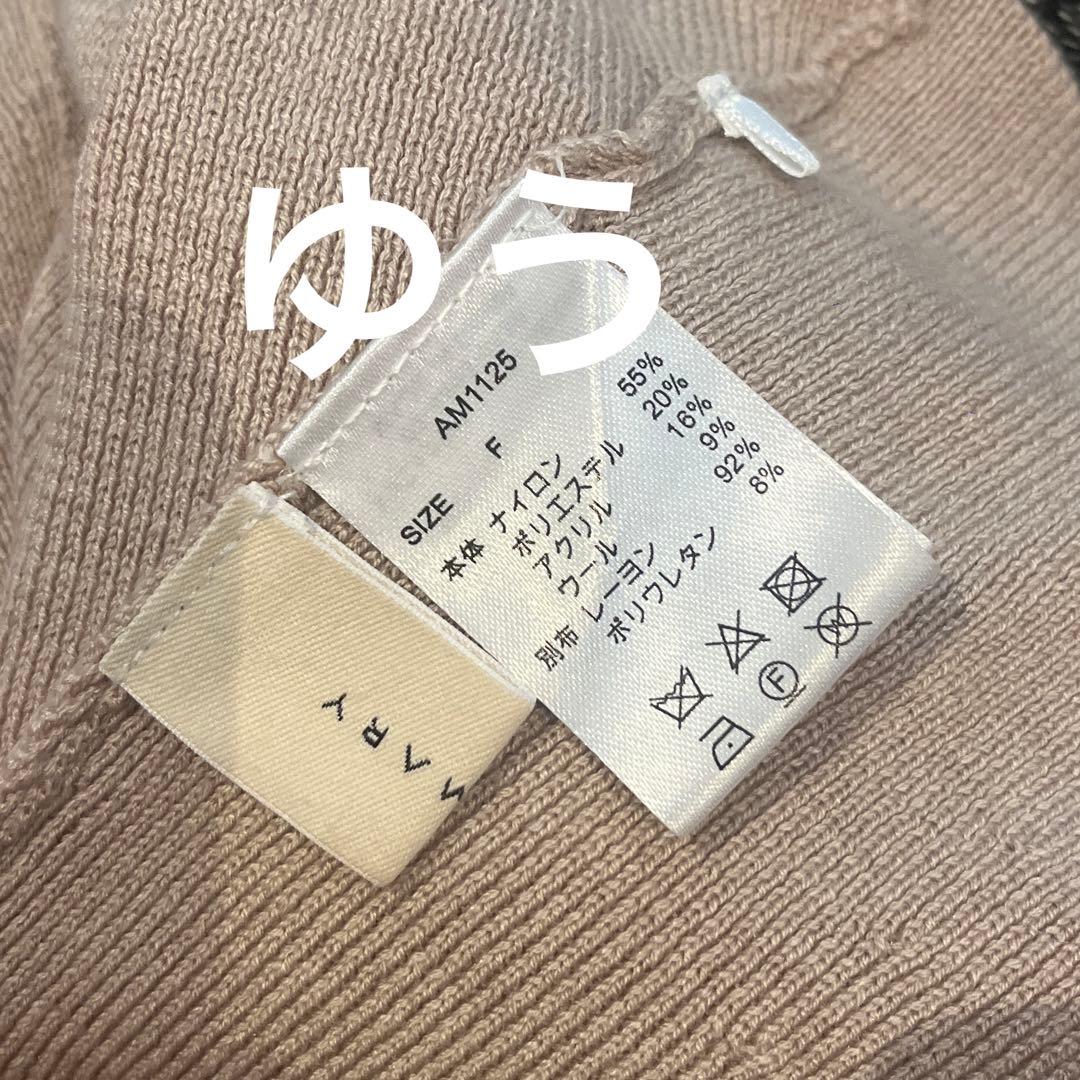 ゆう
AM1125
SIZE F
本体 ナイロン 55%
ポリエステル 20%
アクリル 16%
ウール 9%
別布 レーヨン 92%
ポリウレタン 8%
F